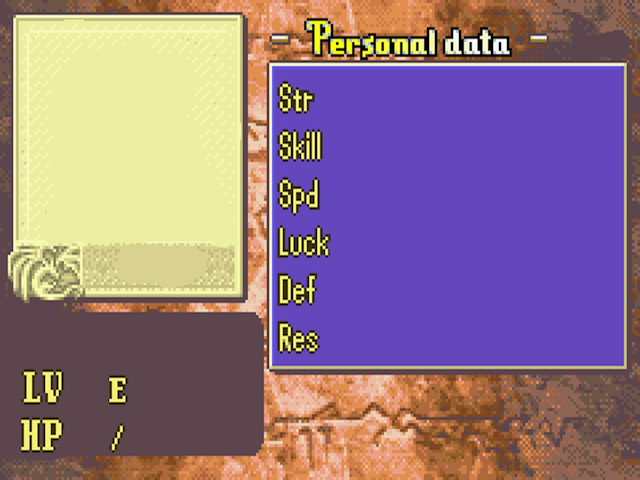 - Personal data -
Str
Skill
Spd
Luck
Def
Res
LV E
HP /